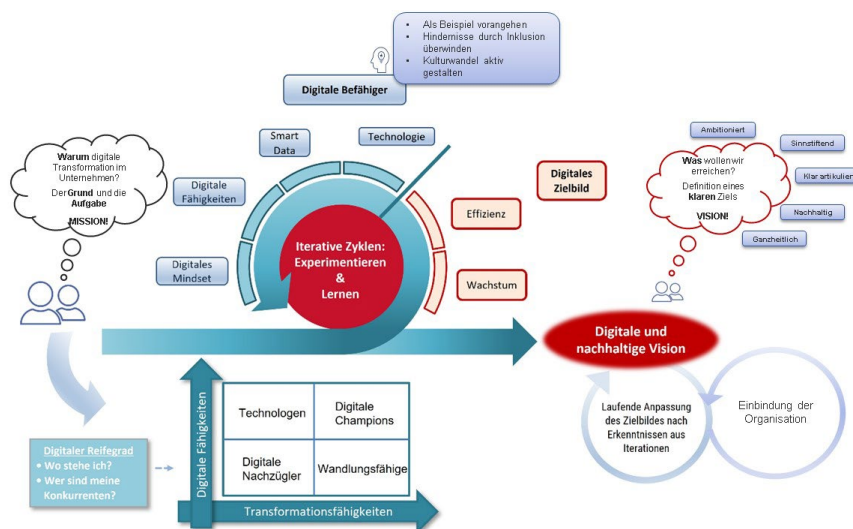 • Als Beispiel vorangehen
• Hindernisse durch Inklusion
überwinden
• Kulturwandel aktiv
gestalten
Digitale Befähiger
Smart
Data
Technologie
Digitale
Fähigkeiten
Digitales
Mindset
Warum digitale
Transformation im
Unternehmen?
Der Grund und die
Aufgabe
MISSION!
Iterative Zyklen:
Experimentieren
&
Lernen
Digitales
Zielbild
Effizienz
Wachstum
Ambitioniert
Sinnstiftend
Klar artikuliert
Nachhaltig
Ganzheitlich
Was wollen wir
erreichen?
Definition eines
klaren Ziels
VISION!
Digitale und
nachhaltige Vision
Laufende Anpassung
des Zielbildes nach
Erkenntnissen aus
Iterationen
Einbindung der
Organisation
Digitaler Reifegrad
• Wo stehe ich?
• Wer sind meine
Konkurrenten?
Digitale Fähigkeiten
Technologen
Digitale
Champions
Digitale
Nachzügler
Wandlungsfähige
Transformationsfähigkeiten